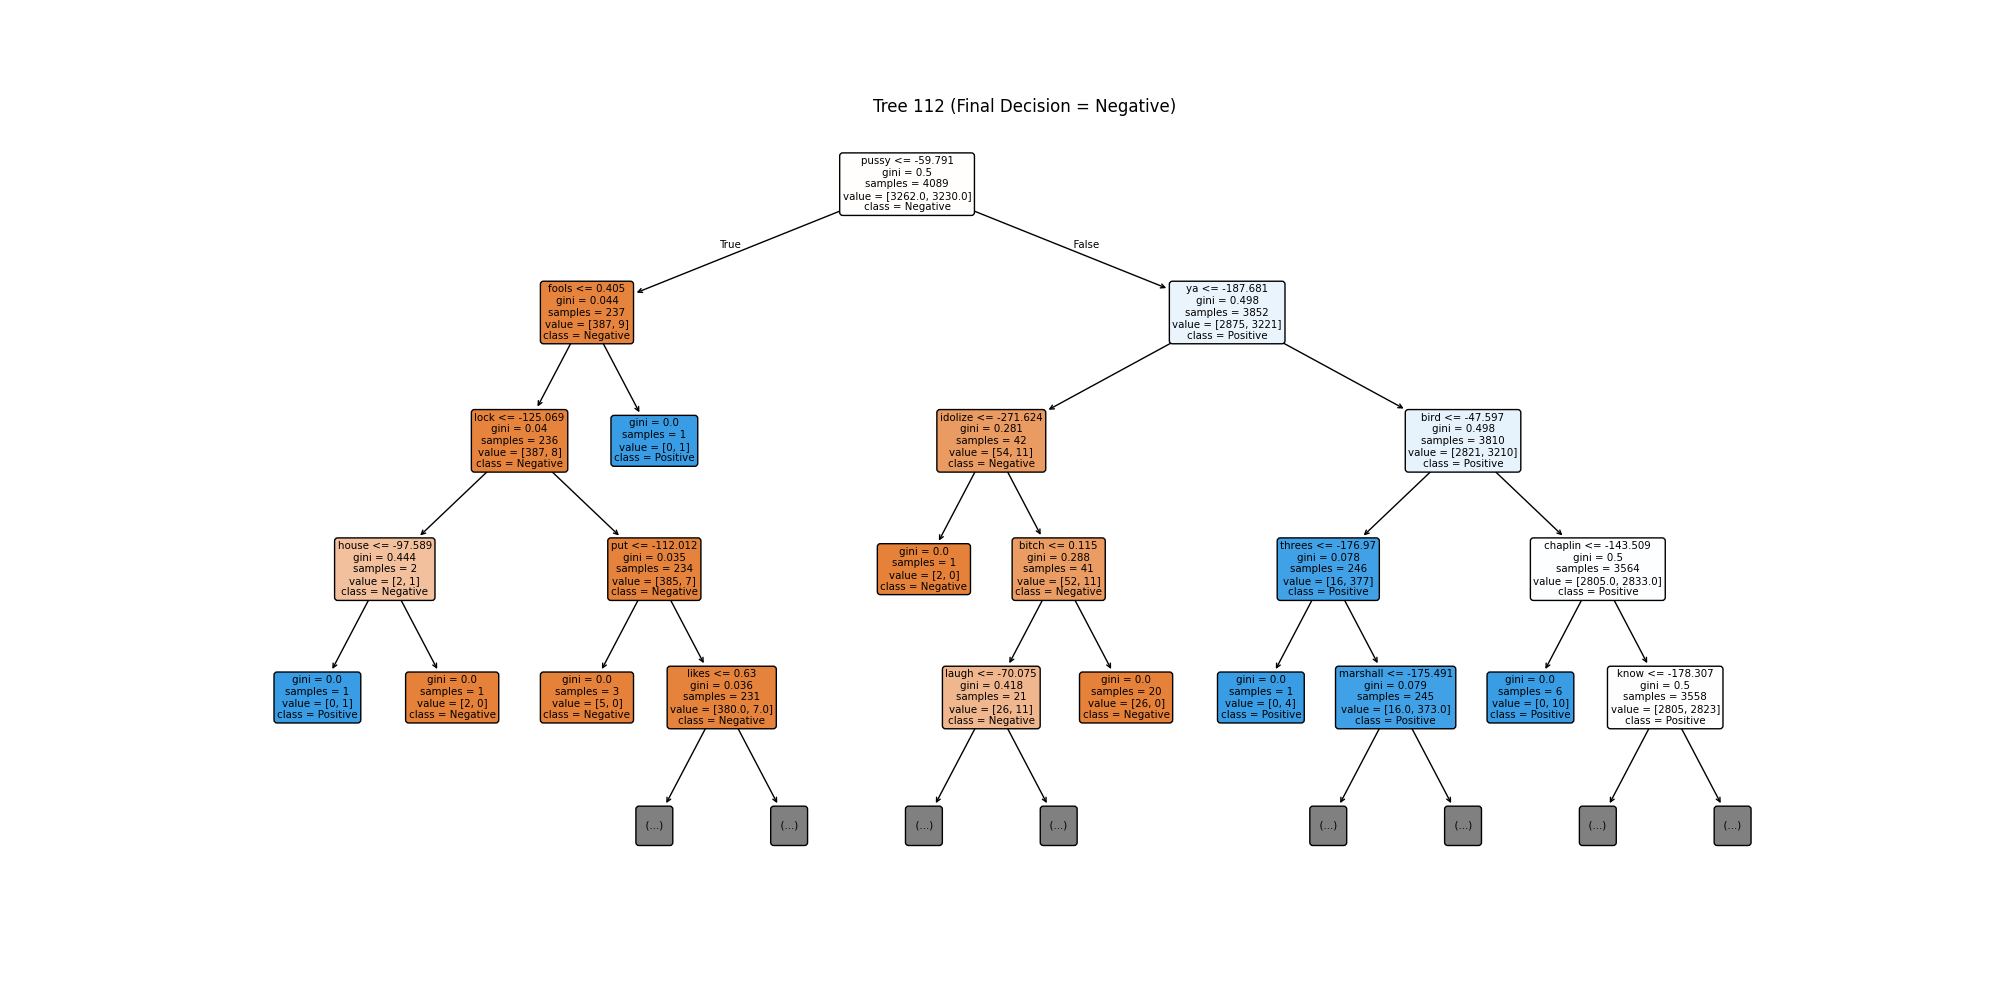 Tree 112 (Final Decision = Negative)
pussy <= -59.791
gini = 0.5
samples = 4089
value = [3262.0, 3230.0]
class = Negative
True
False
fools <= 0.405
gini = 0.044
samples = 237
value = [387, 9]
class = Negative
ya <= -187.681
gini = 0.498
samples = 3852
value = [2875, 3221]
class = Positive
lock <= -125.069
gini = 0.04
samples = 236
value = [387, 8]
class = Negative
gini = 0.0
samples = 1
value = [0, 1]
class = Positive
idolize <= -271.624
gini = 0.281
samples = 42
value = [54, 11]
class = Negative
bird <= -47.597
gini = 0.498
samples = 3810
value = [2821, 3210]
class = Positive
house <= -97.589
gini = 0.444
samples = 2
value = [2, 1]
class = Negative
put <= -112.012
gini = 0.035
samples = 234
value = [385, 7]
class = Negative
gini = 0.0
samples = 1
value = [2, 0]
class = Negative
bitch <= 0.115
gini = 0.288
samples = 41
value = [52, 11]
class = Negative
threes <= -176.97
gini = 0.078
samples = 246
value = [16, 377]
class = Positive
chaplin <= -143.509
gini = 0.5
samples = 3564
value = [2805.0, 2833.0]
class = Positive
gini = 0.0
samples = 1
value = [0, 1]
class = Positive
gini = 0.0
samples = 1
value = [2, 0]
class = Negative
gini = 0.0
samples = 3
value = [5, 0]
class = Negative
likes <= 0.63
gini = 0.036
samples = 231
value = [380.0, 7.0]
class = Negative
laugh <= -70.075
gini = 0.418
samples = 21
value = [26, 11]
class = Negative
gini = 0.0
samples = 20
value = [26, 0]
class = Negative
gini = 0.0
samples = 1
value = [0, 4]
class = Positive
marshall <= -175.491
gini = 0.079
samples = 245
value = [16.0, 373.0]
class = Positive
gini = 0.0
samples = 6
value = [0, 10]
class = Positive
know <= -178.307
gini = 0.5
samples = 3558
value = [2805, 2823]
class = Positive
(...)
(...)
(...)
(...)
(...)
(...)
(...)
(...)